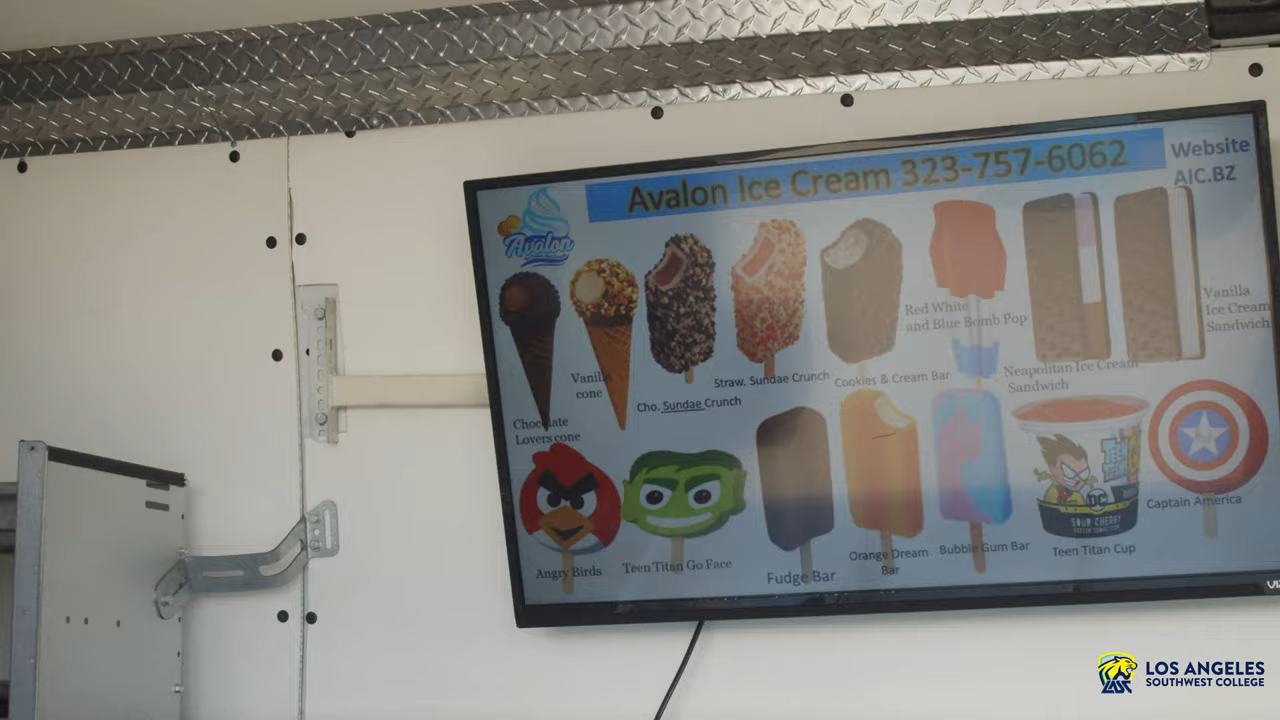 Avalon Ice Cream 323-757-6062
Website
AIC.BZ
Avalon
Red White
and Blue Bomb Pop
Vanilla
Ice Cream
Sandwich
Vanilla
cone
Straw. Sundae Crunch
Cookies & Cream Bar
Neapolitan Ice Cream
Sandwich
Cho. Sundae Crunch
Chocolate
Lovers cone
DC
SOUR CHERRY
Captain America
Angry Birds
Teen Titan Go Face
Fudge Bar
Orange Dream
Bar
Bubble Gum Bar
Teen Titan Cup
LOS ANGELES
SOUTHWEST COLLEGE